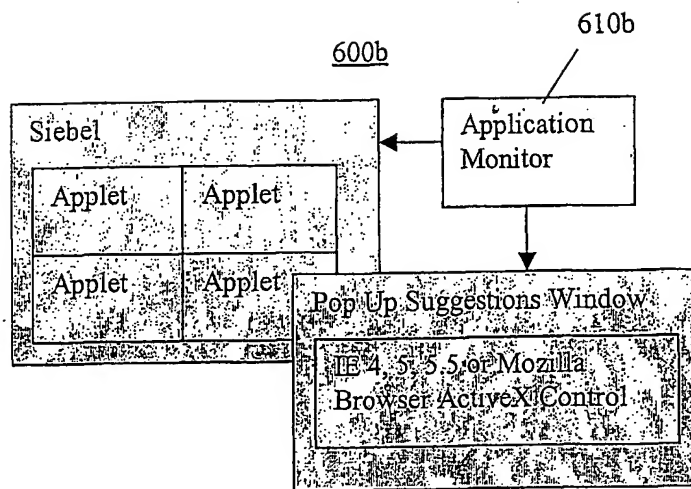 610b
600b
Siebel
Application
Monitor
Applet Applet
Applet Applet
Pop Up Suggestions Window
IE 4, 5, 5.5 or Mozilla
Browser ActiveX Control